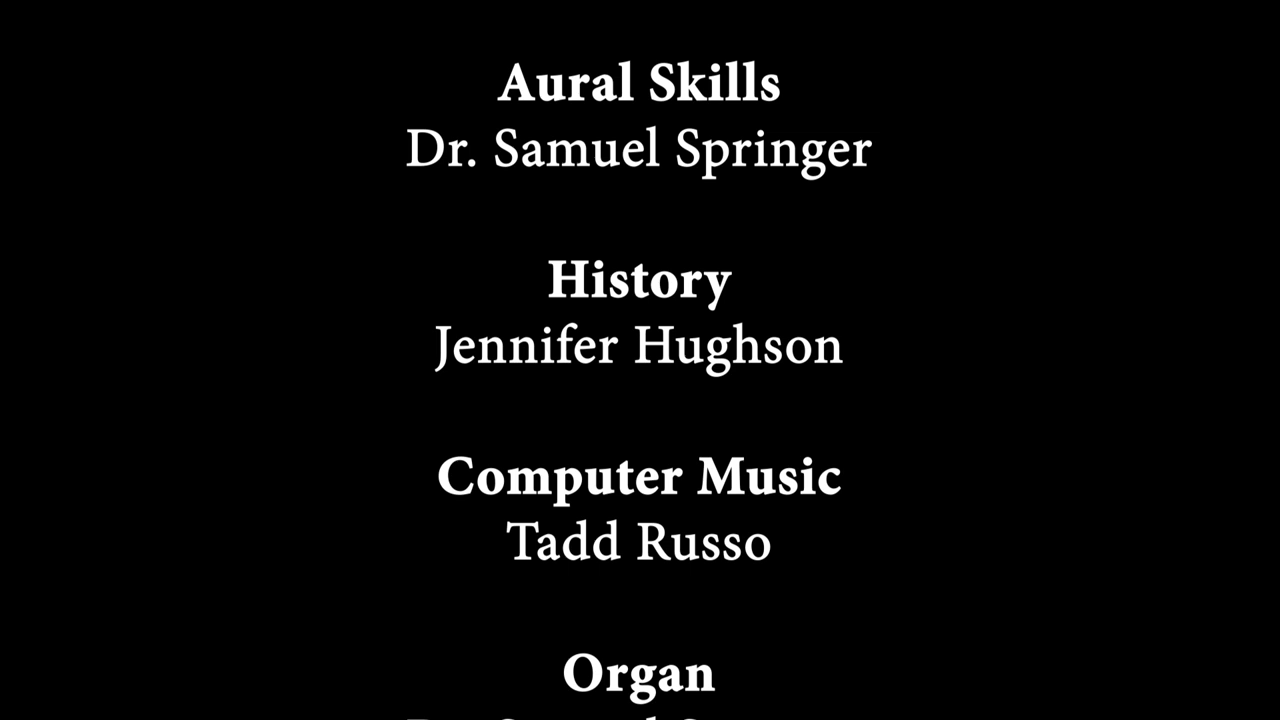 Aural Skills
Dr. Samuel Springer
History
Jennifer Hughson
Computer Music
Tadd Russo
Organ